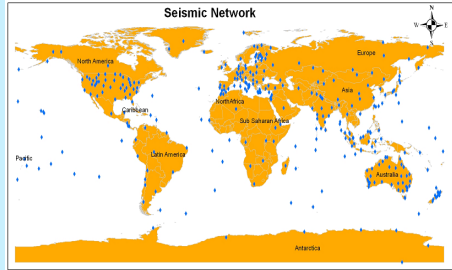 Seismic Network
N
W
E
S
Europe
North America
Asia
North Africa
Caribbean
Sub Saharan Africa
Pacific
Latin America
Australia
Antarctica